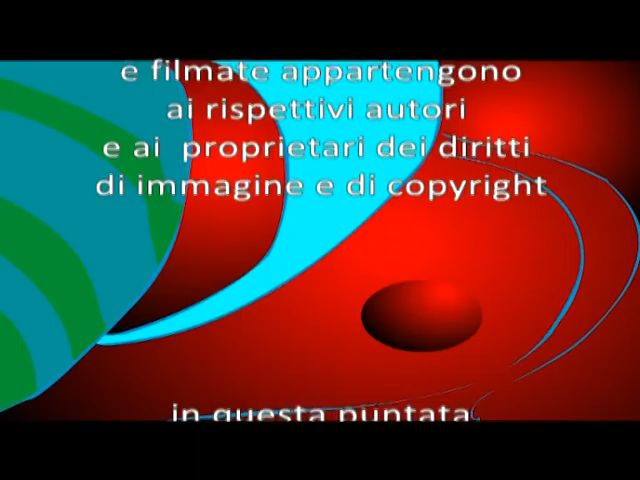 e filmate appartengono
ai rispettivi autori
e ai proprietari dei diritti
di immagine e di copyright
in questa puntata